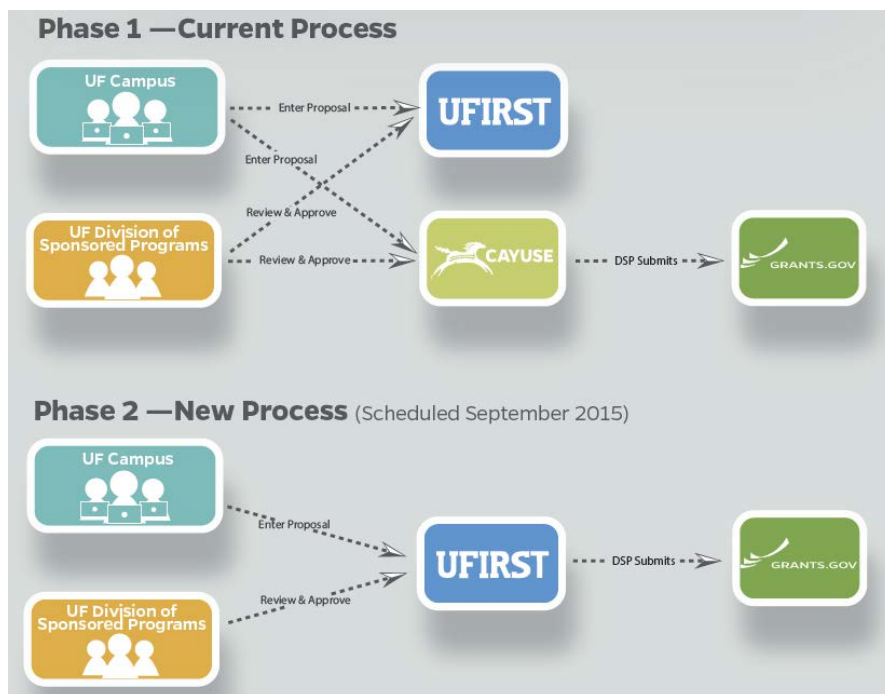 Phase 1 —Current Process
UF Campus
Enter Proposal
UFIRST
Enter Proposal
UF Division of
Sponsored Programs
Review & Approve
Review & Approve
CAYUSE
DSP Submits
GRANTS.GOV
Phase 2 —New Process (Scheduled September 2015)
UF Campus
Enter Proposal
UFIRST
DSP Submits
GRANTS.GOV
UF Division of
Sponsored Programs
Review & Approve